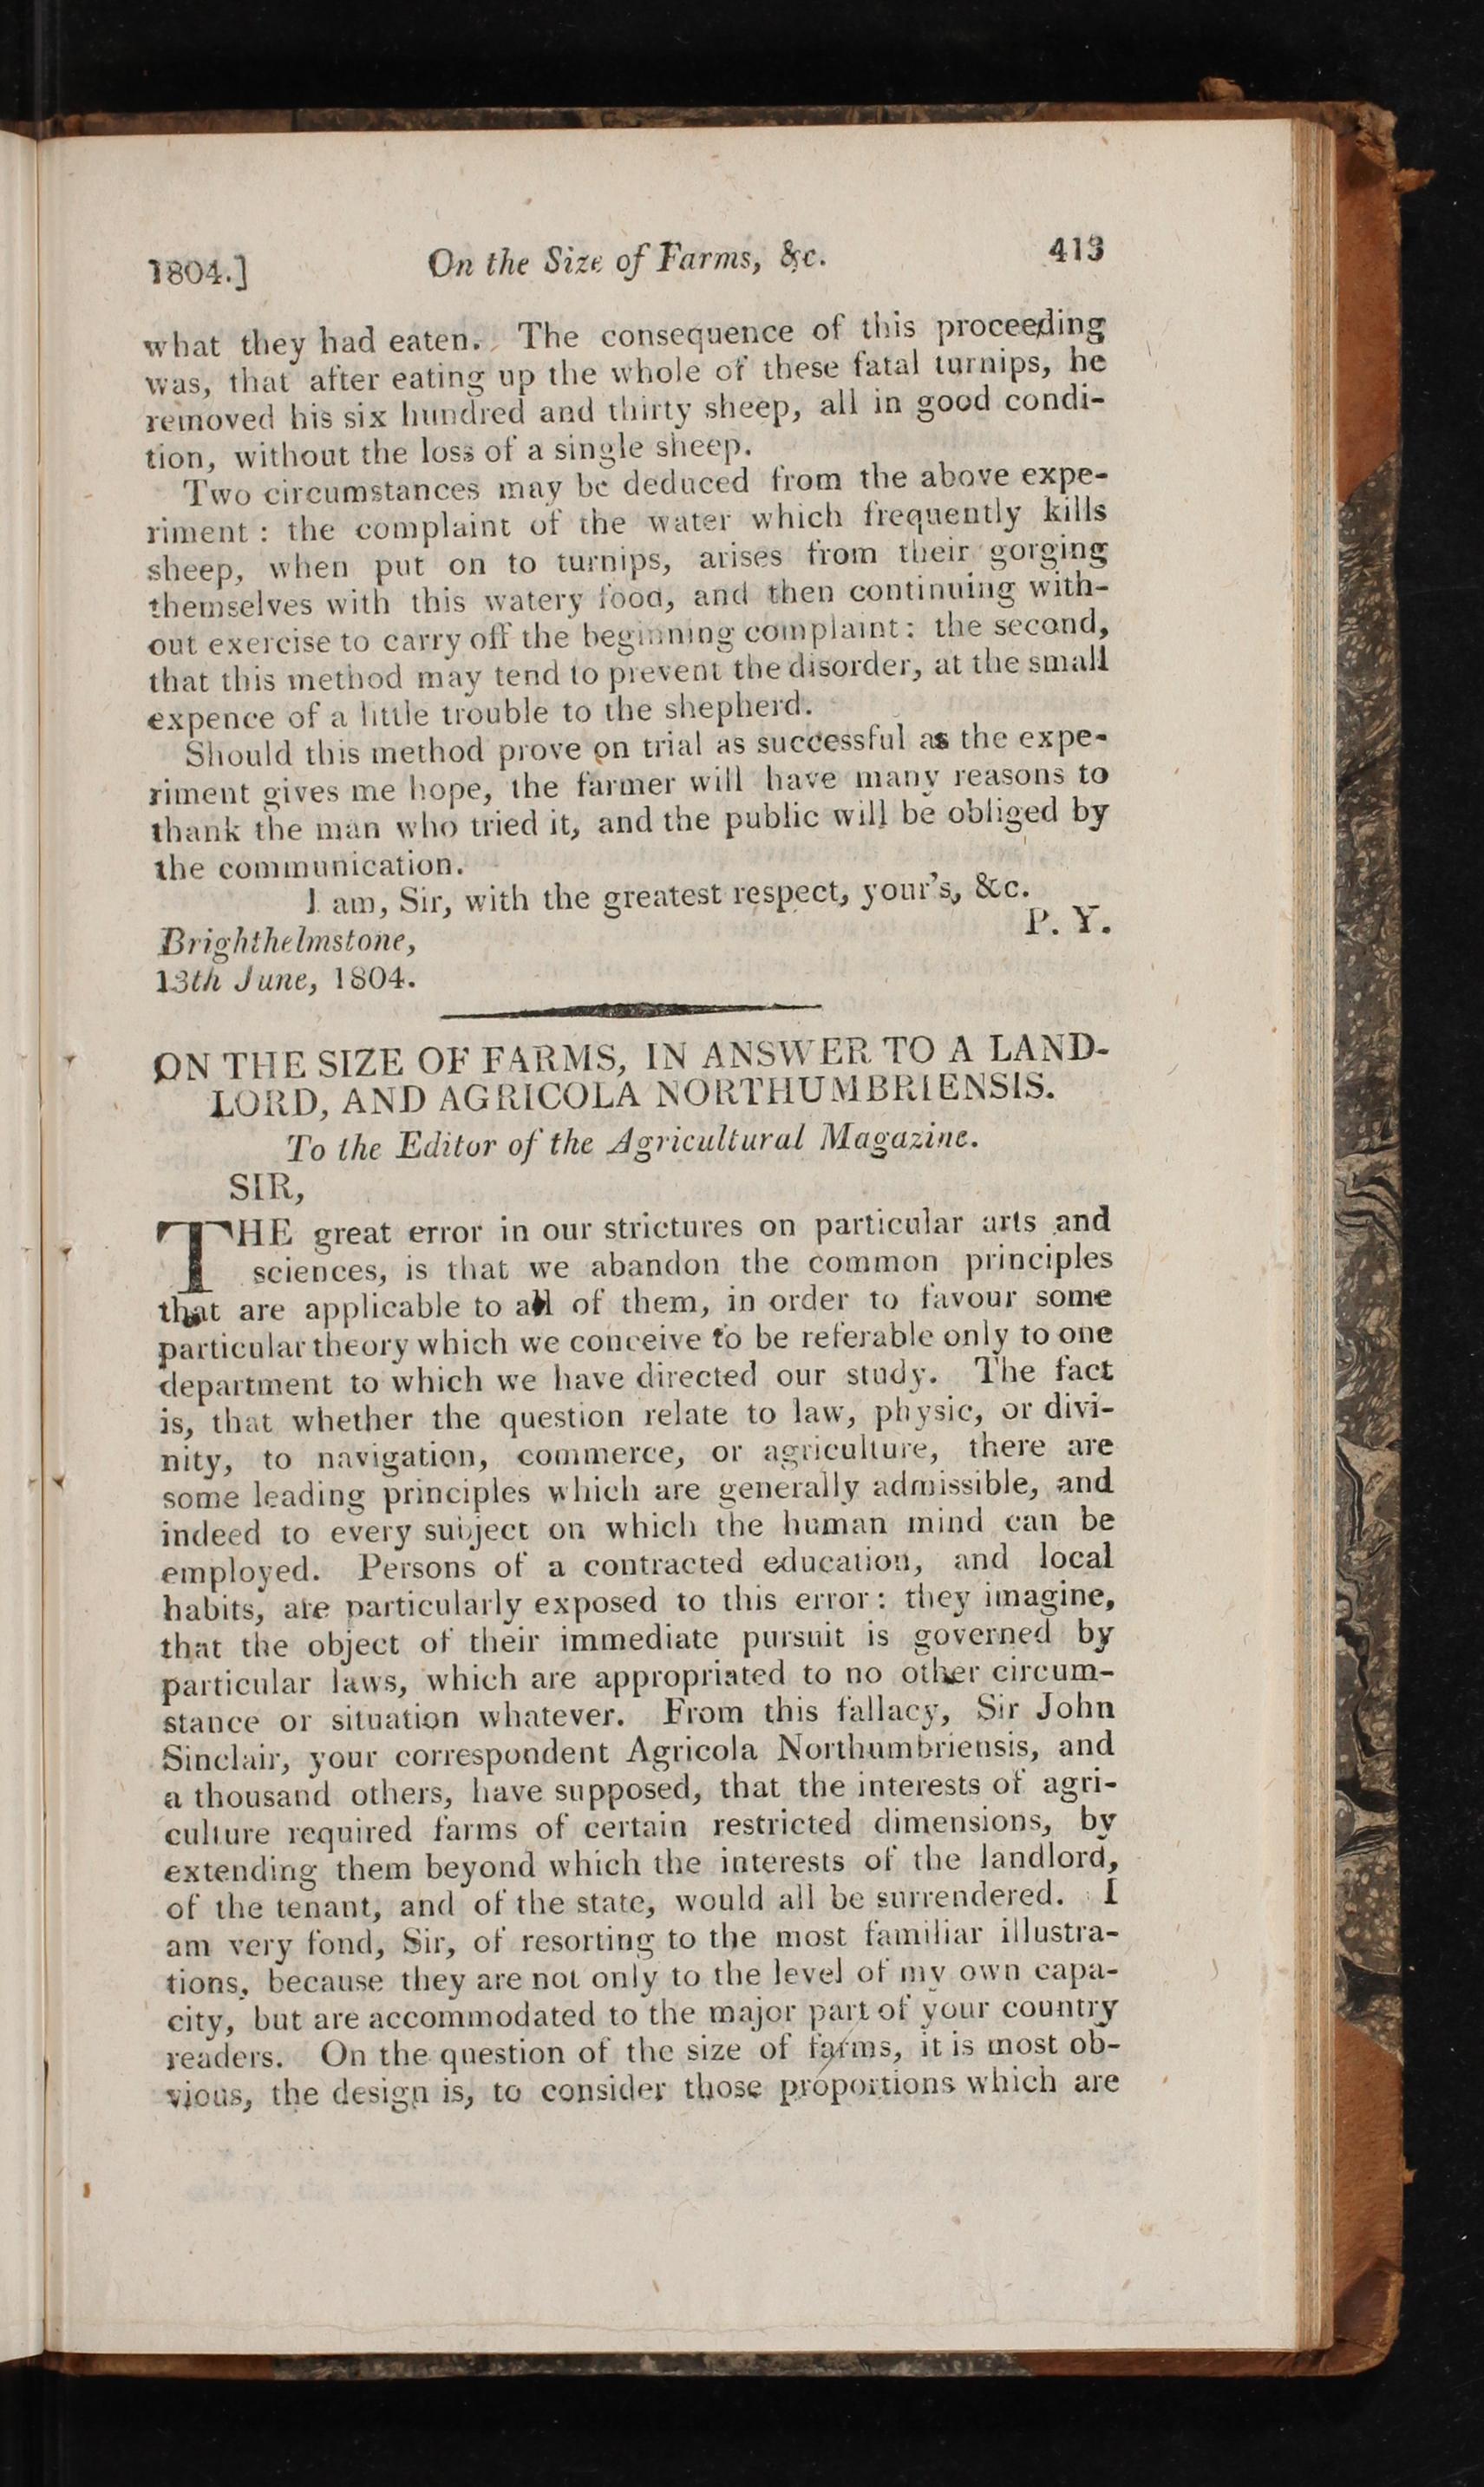 1804.] On the Size of Farms, &c. 413
what they had eaten. The consequence of this proceeding
was, that after eating up the whole of these fatal turnips, he
removed his six hundred and thirty sheep, all in good condi-
tion, without the loss of a single sheep.
Two circumstances may be deduced from the above expe-
riment : the complaint of the water which frequently kills
sheep, when put on to turnips, arises from their gorging
themselves with this watery food, and then continuing with-
out exercise to carry off the beginning complaint: the second,
that this method may tend to prevent the disorder, at the small
expence of a little trouble to the shepherd.
Should this method prove on trial as successful as the expe-
riment gives me hope, the farmer will have many reasons to
thank the man who tried it, and the public will be obliged by
the communication.
I am, Sir, with the greatest respect, your's, &c.
P. Y.
Brighthelmstone,
13th June, 1804.
ON THE SIZE OF FARMS, IN ANSWER TO A LAND-
LORD, AND AGRICOLA NORTHUMBRIENSIS.
To the Editor of the Agricultural Magazine.
SIR,
THE great error in our strictures on particular arts and
sciences, is that we abandon the common principles
that are applicable to all of them, in order to favour some
particular theory which we conceive to be referable only to one
department to which we have directed our study. The fact
is, that whether the question relate to law, physic, or divi-
nity, to navigation, commerce, or agriculture, there are
some leading principles which are generally admissible, and
indeed to every subject on which the human mind can be
employed. Persons of a contracted education, and local
habits, are particularly exposed to this error: they imagine,
that the object of their immediate pursuit is governed by
particular laws, which are appropriated to no other circum-
stance or situation whatever. From this fallacy, Sir John
Sinclair, your correspondent Agricola Northumbriensis, and
a thousand others, have supposed, that the interests of agri-
culture required farms of certain restricted dimensions, by
extending them beyond which the interests of the landlord,
of the tenant, and of the state, would all be surrendered. I
am very fond, Sir, of resorting to the most familiar illustra-
tions, because they are not only to the level of my own capa-
city, but are accommodated to the major part of your country
readers. On the question of the size of farms, it is most ob-
vious, the design is, to consider those proportions which are